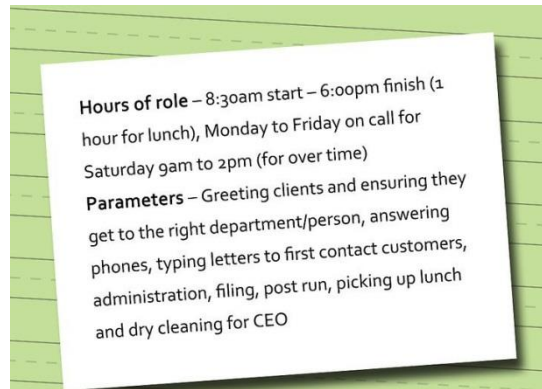 Hours of role – 8:30am start – 6:00pm finish (1
hour for lunch), Monday to Friday on call for
Saturday 9am to 2pm (for over time)
Parameters – Greeting clients and ensuring they
get to the right department/person, answering
phones, typing letters to first contact customers,
administration, filing, post run, picking up lunch
and dry cleaning for CEO